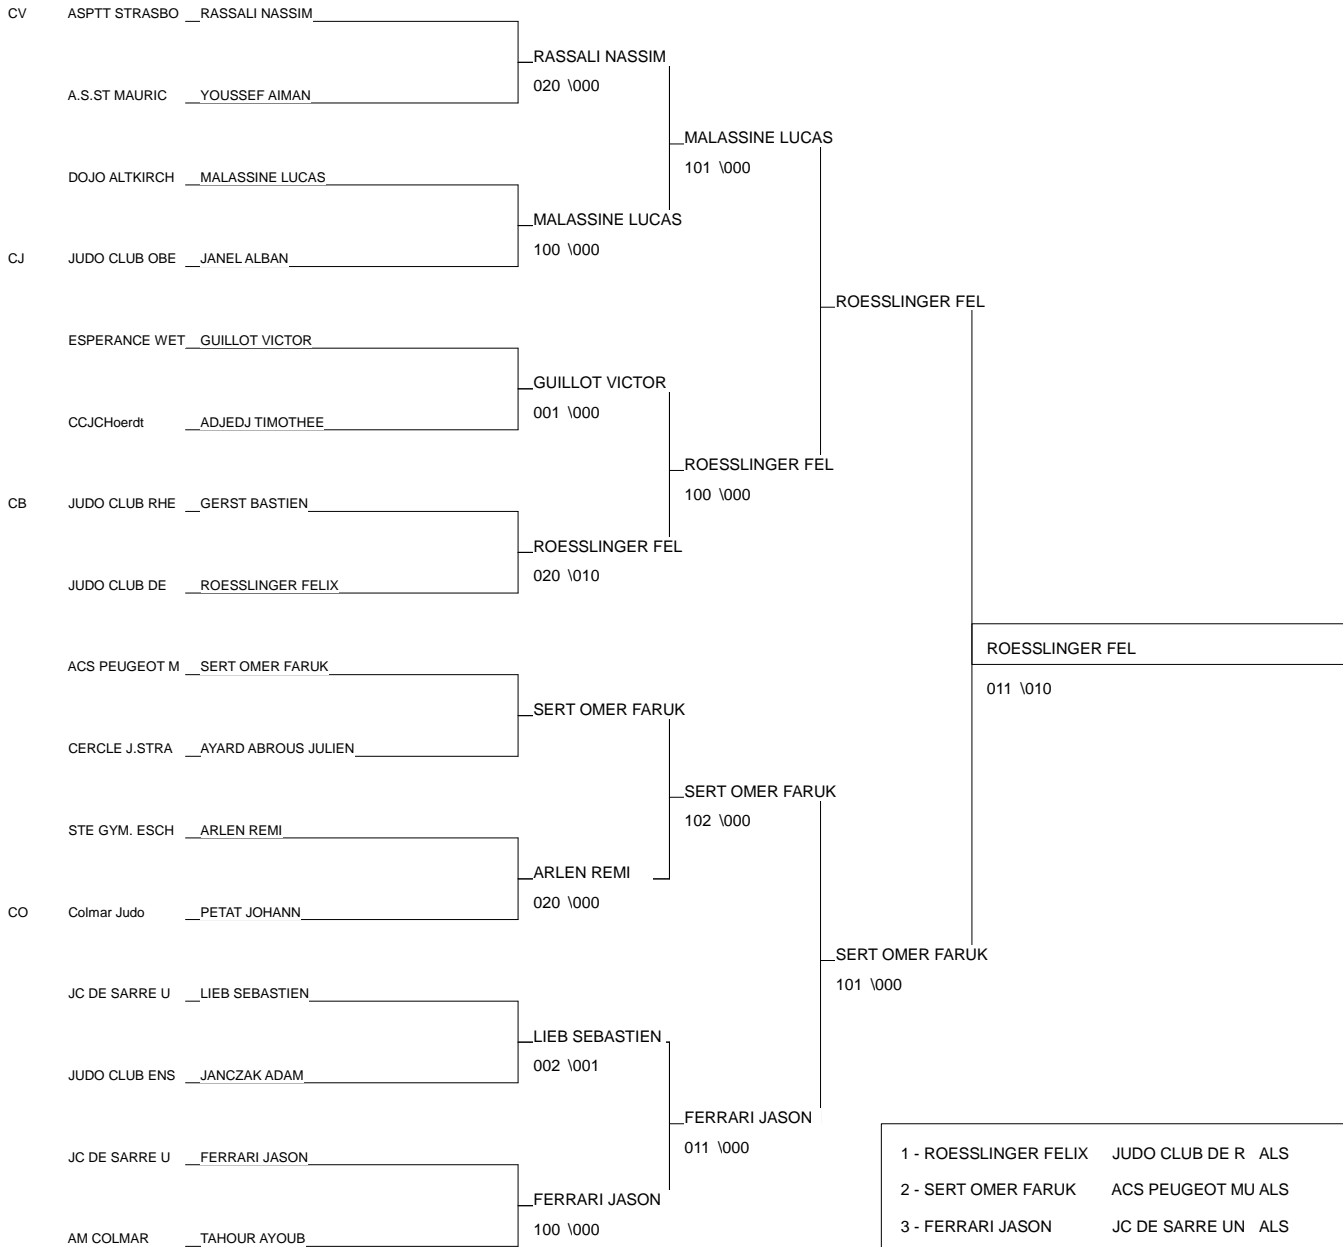 CV ASPTT STRASBO RASSALI NASSIM
RASSALI NASSIM
020 \000
A.S.ST MAURIC YOUSSEF AIMAN
MALASSINE LUCAS
101 \000
DOJO ALTKIRCH MALASSINE LUCAS
MALASSINE LUCAS
100 \000
CJ JUDO CLUB OBE JANEL ALBAN
ROESSLINGER FEL
ESPERANCE WET GUILLOT VICTOR
GUILLOT VICTOR
001 \000
CCJCHoerdt ADJEDJ TIMOTHEE
ROESSLINGER FEL
100 \000
CB JUDO CLUB RHE GERST BASTIEN
ROESSLINGER FEL
020 \010
JUDO CLUB DE ROESSLINGER FELIX
ROESSLINGER FEL
011 \010
ACS PEUGEOT M SERT OMER FARUK
SERT OMER FARUK
CERCLE J.STRA AYARD ABROUS JULIEN
SERT OMER FARUK
102 \000
STE GYM. ESCH ARLEN REMI
ARLEN REMI
020 \000
CO Colmar Judo PETAT JOHANN
SERT OMER FARUK
101 \000
JC DE SARRE U LIEB SEBASTIEN
LIEB SEBASTIEN
002 \001
JUDO CLUB ENS JANCZAK ADAM
FERRARI JASON
011 \000
JC DE SARRE U FERRARI JASON
FERRARI JASON
100 \000
AM COLMAR TAHOUR AYOUB
1 - ROESSLINGER FELIX JUDO CLUB DE R ALS
2 - SERT OMER FARUK ACS PEUGEOT MU ALS
3 - FERRARI JASON JC DE SARRE UN ALS